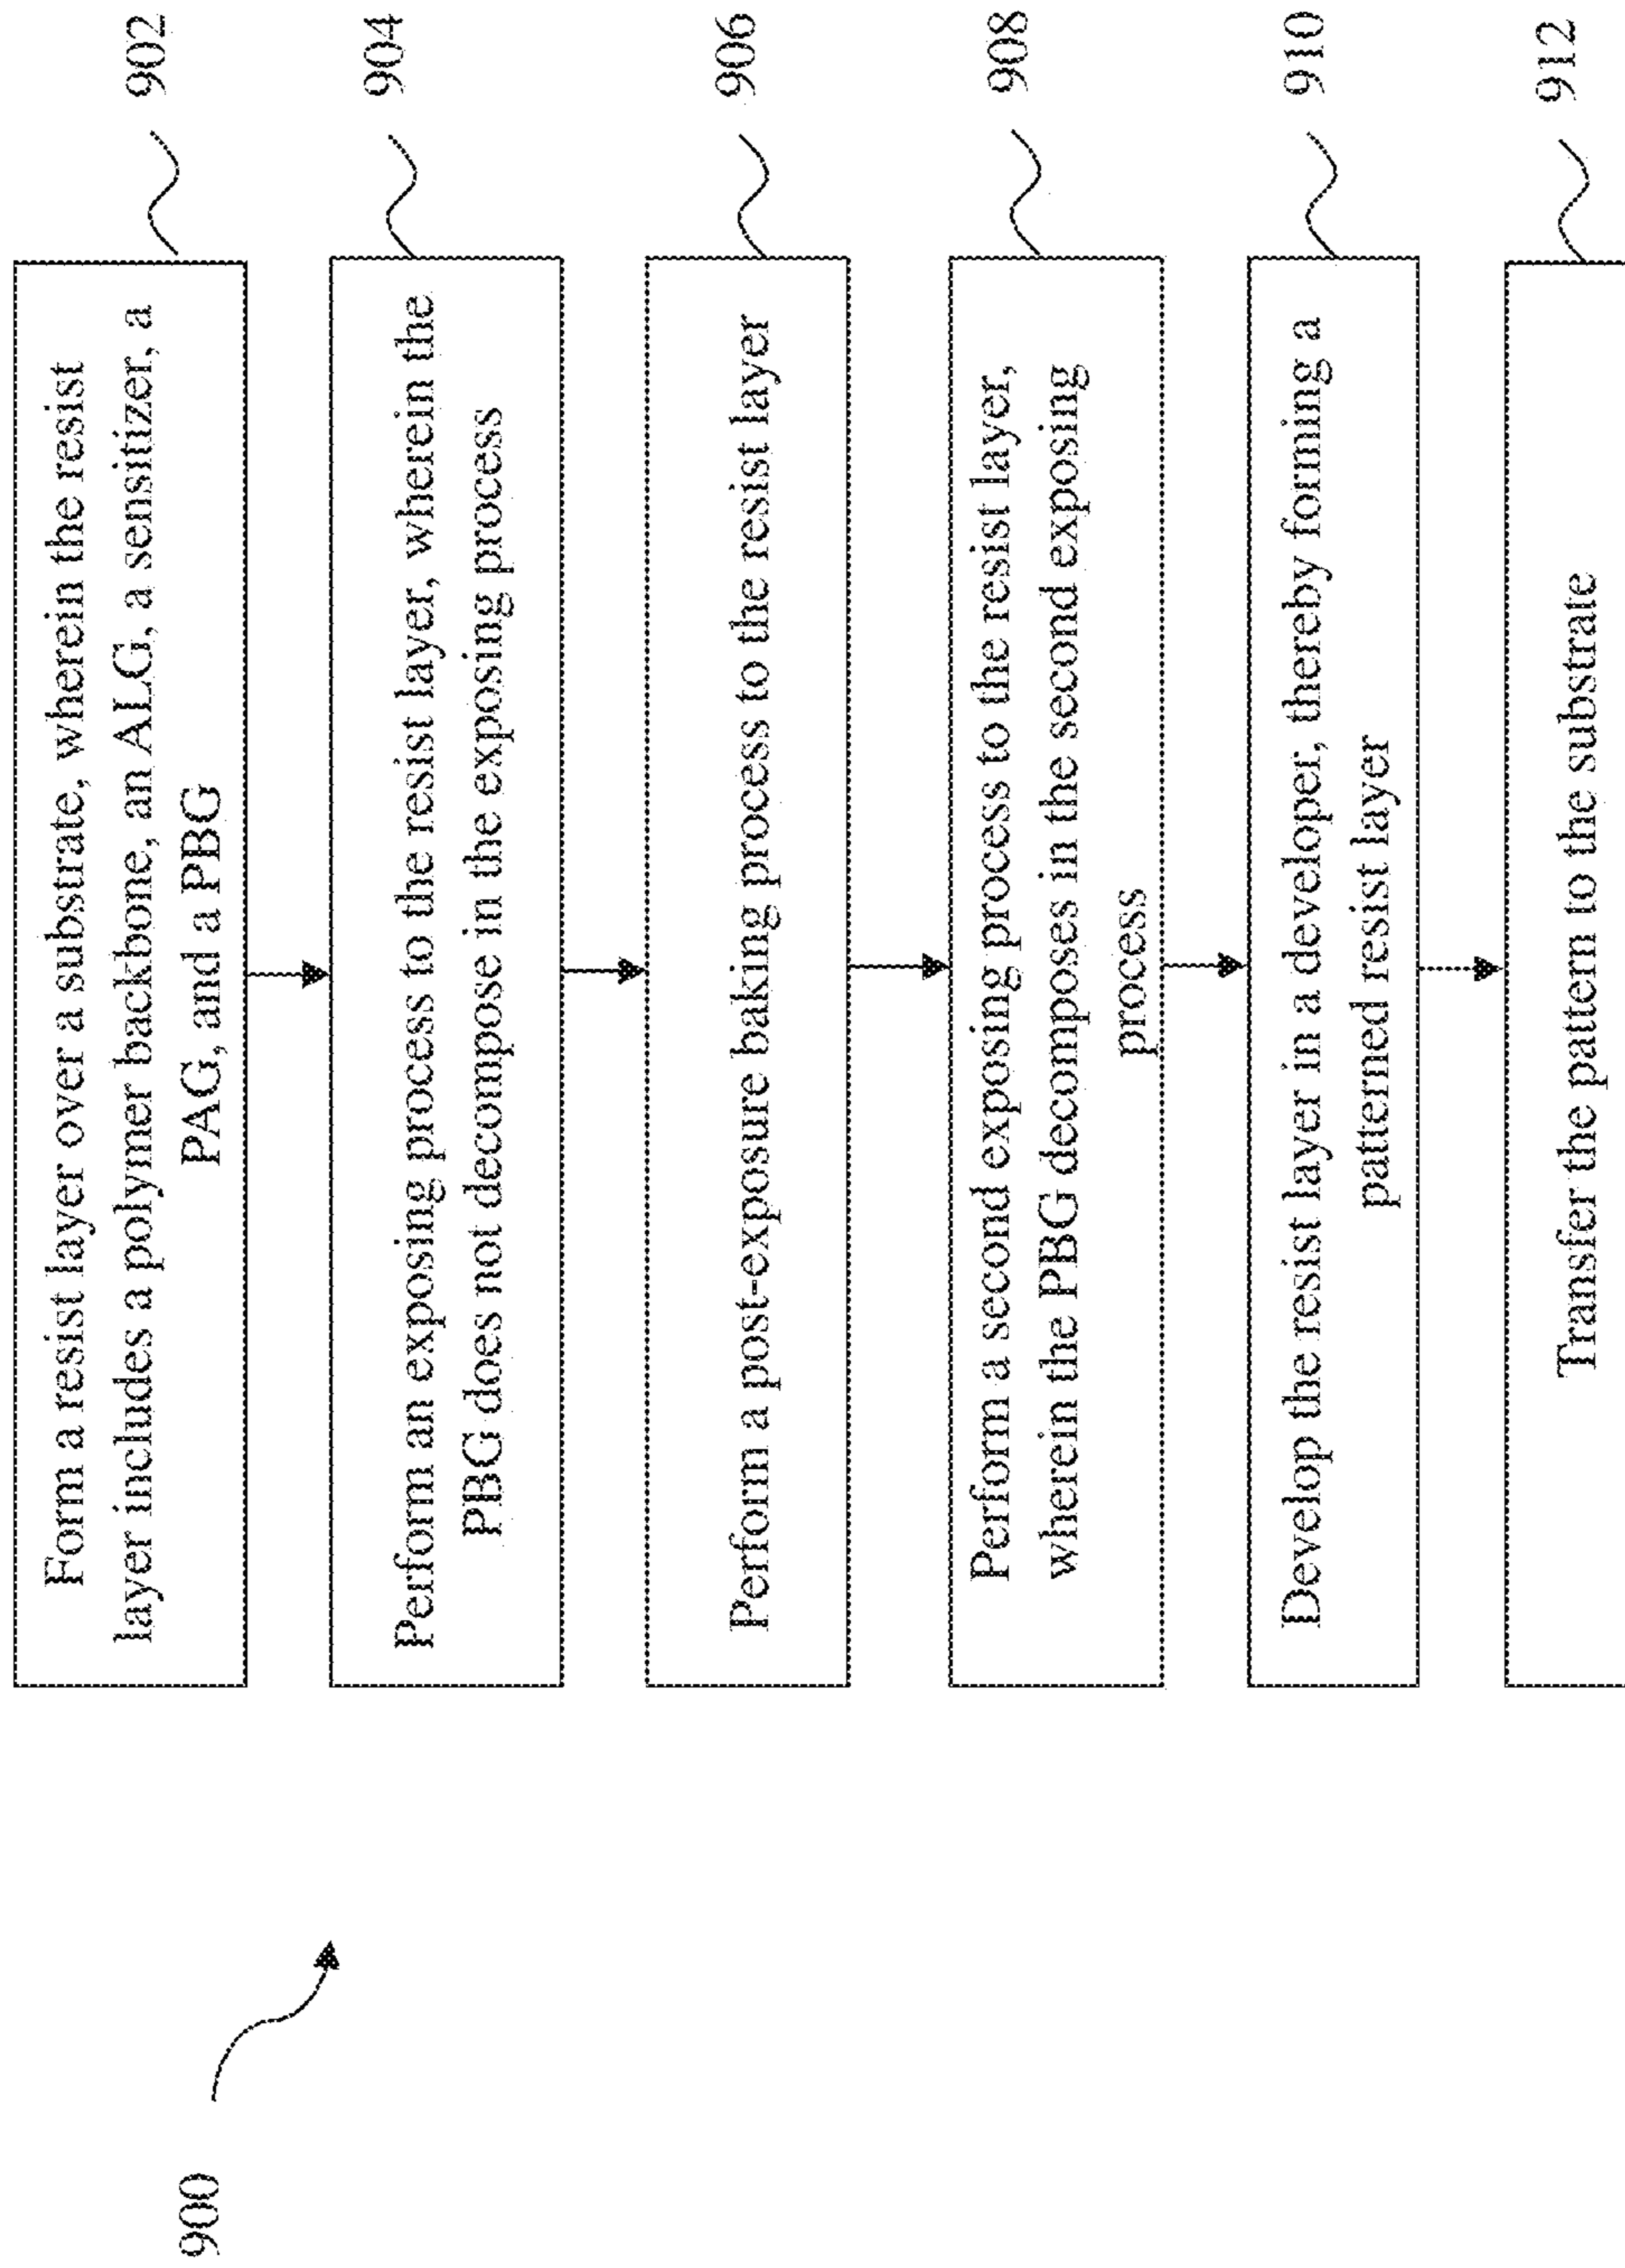 900
Form a resist layer over a substrate, wherein the resist
layer includes a polymer backbone, an ALG, a sensitizer, a
PAG, and a PBG
902
Perform an exposing process to the resist layer, wherein the
PBG does not decompose in the exposing process
904
Perform a post-exposure baking process to the resist layer
906
Perform a second exposing process to the resist layer,
wherein the PBG decomposes in the second exposing
process
908
Develop the resist layer in a developer, thereby forming a
patterned resist layer
910
Transfer the pattern to the substrate
912